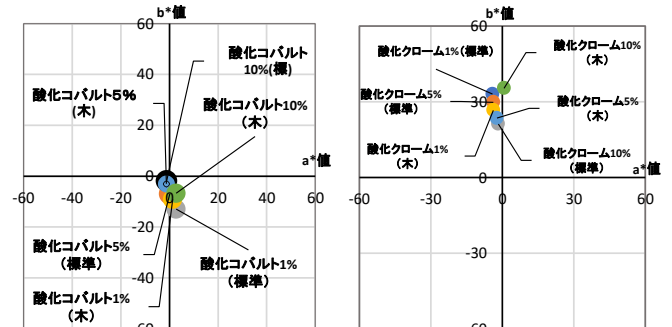 b*値
60
40
20
0
-20
-40
60
-60
-40
-20
0
20
40
60
a*値
酸化コバルト
10%(標)
酸化コバルト5%
(木)
酸化コバルト10%
(木)
酸化コバルト5%
(標準)
酸化コバルト1%
(標準)
酸化コバルト1%
(木)
b*値
60
30
0
-30
60
-60
-30
0
30
60
a*値
酸化クローム1%(標準)
酸化クローム10%
(木)
酸化クローム5%
(標準)
酸化クローム5%
(木)
酸化クローム1%
(木)
酸化クローム10%
(標準)